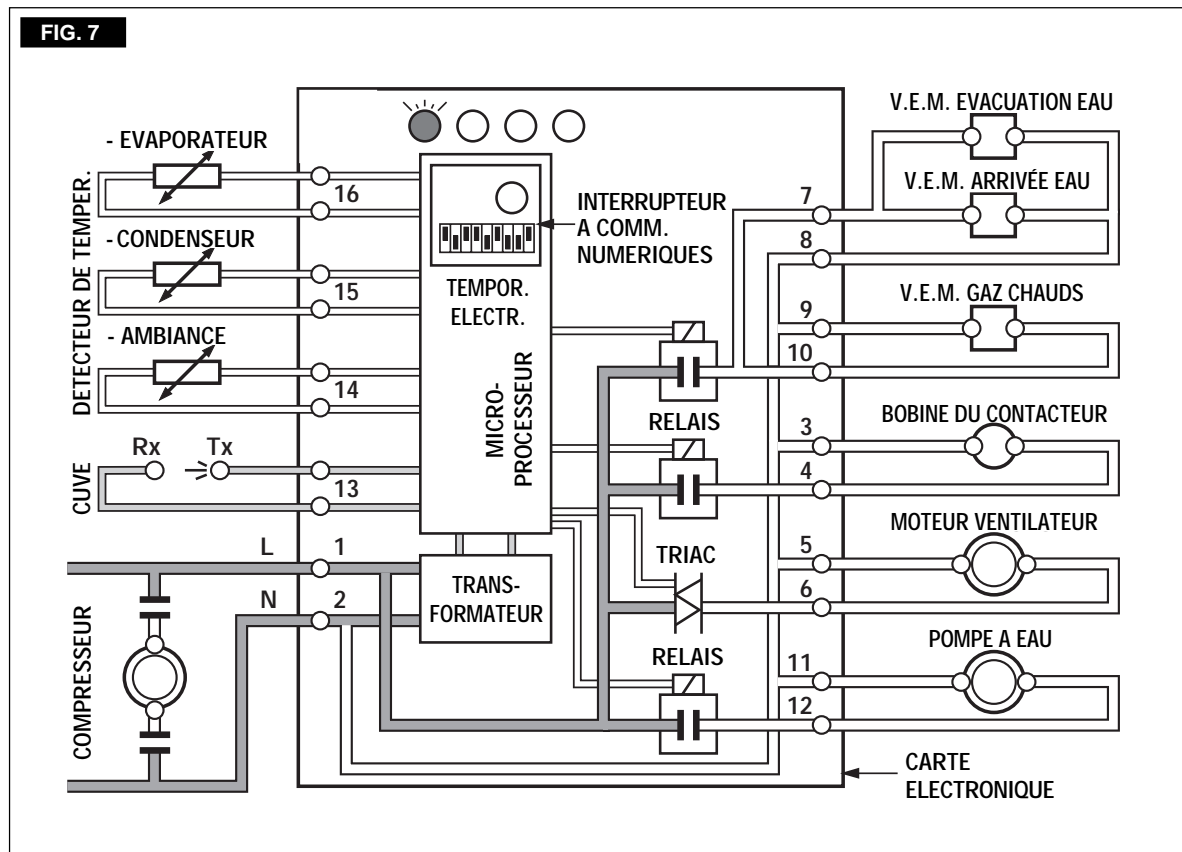 FIG. 7
DETECTEUR DE TEMPER.
- EVAPORATEUR
16
-CONDENSEUR
15
- AMBIANCE
14
CUVE
Rx
Tx
13
L
1
N
2
COMPRESSEUR
INTERRUPTEUR
A COMM.
NUMERIQUES
TEMPOR.
ELECTR.
MICRO-
PROCESSEUR
TRANS-
FORMATEUR
RELAIS
TRIAC
RELAIS
V.E.M. EVACUATION EAU
V.E.M. ARRIVÉE EAU
7
8
V.E.M. GAZ CHAUDS
9
10
BOBINE DU CONTACTEUR
3
4
MOTEUR VENTILATEUR
5
6
POMPE A EAU
11
12
CARTE
ELECTRONIQUE